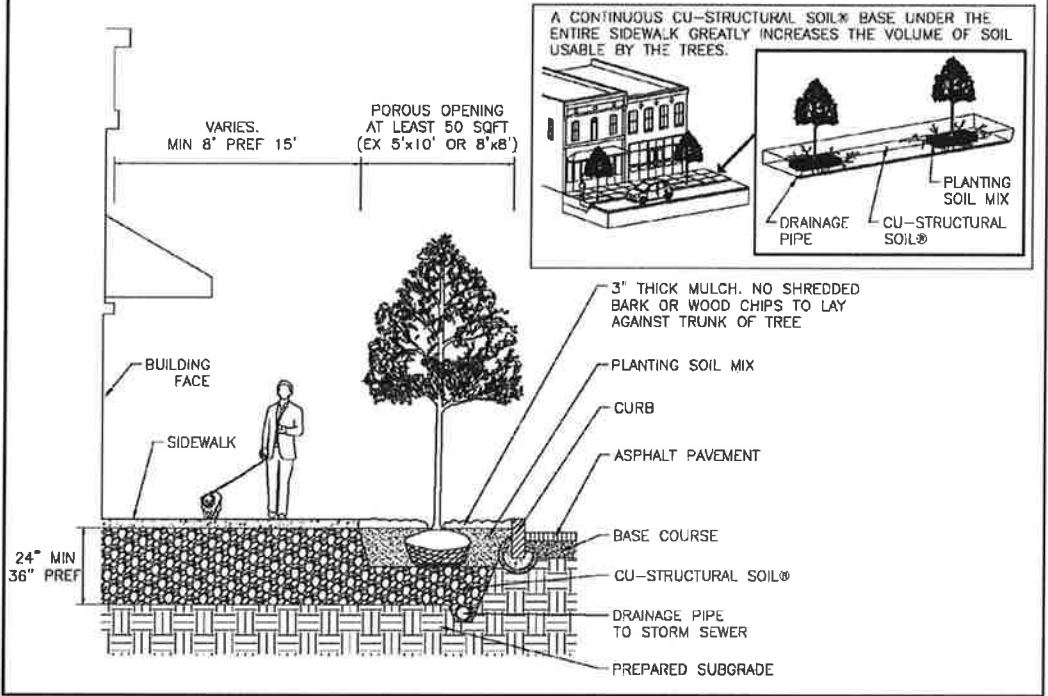 A CONTINUOUS CU-STRUCTURAL SOIL® BASE UNDER THE
ENTIRE SIDEWALK GREATLY INCREASES THE VOLUME OF SOIL
USABLE BY THE TREES.
PLANTING
SOIL MIX
DRAINAGE
PIPE
CU-STRUCTURAL
SOIL®
VARIES.
MIN 8' PREF 15'
POROUS OPENING
AT LEAST 50 SQFT
(EX 5'x10' OR 8'x8')
3" THICK MULCH. NO SHREDDED
BARK OR WOOD CHIPS TO LAY
AGAINST TRUNK OF TREE
BUILDING
FACE
PLANTING SOIL MIX
CURB
SIDEWALK
ASPHALT PAVEMENT
24" MIN
36" PREF
BASE COURSE
CU-STRUCTURAL SOIL®
DRAINAGE PIPE
TO STORM SEWER
PREPARED SUBGRADE